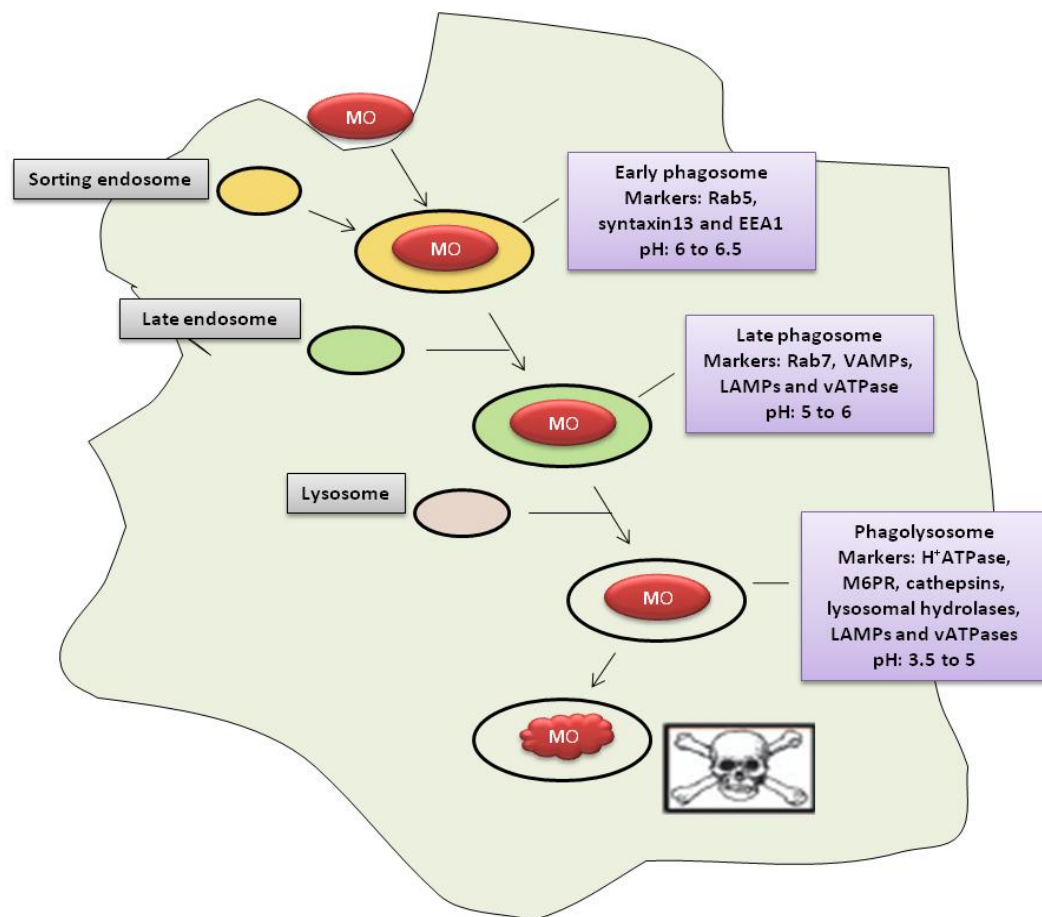 MO
Sorting endosome
Early phagosome
Markers: Rab5,
syntaxin13 and EEA1
pH: 6 to 6.5
MO
Late endosome
Late phagosome
Markers: Rab7, VAMPs,
LAMPs and vATPase
pH: 5 to 6
MO
Lysosome
Phagolysosome
Markers: H⁺ATPase,
M6PR, cathepsins,
lysosomal hydrolases,
LAMPs and vATPases
pH: 3.5 to 5
MO
MO